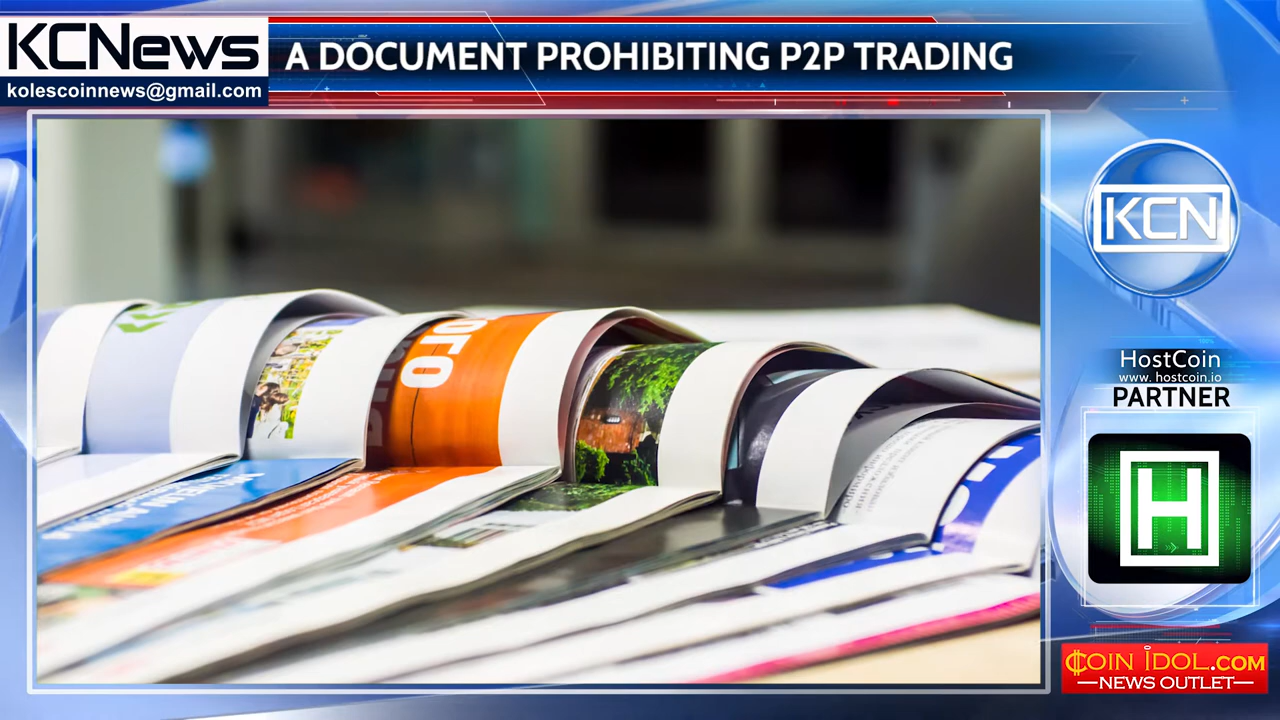 KCNews
kolescoinnews@gmail.com
A DOCUMENT PROHIBITING P2P TRADING
KCN
HostCoin
www.hostcoin.io
PARTNER
H
COIN IDOL.COM
—NEWS OUTLET—